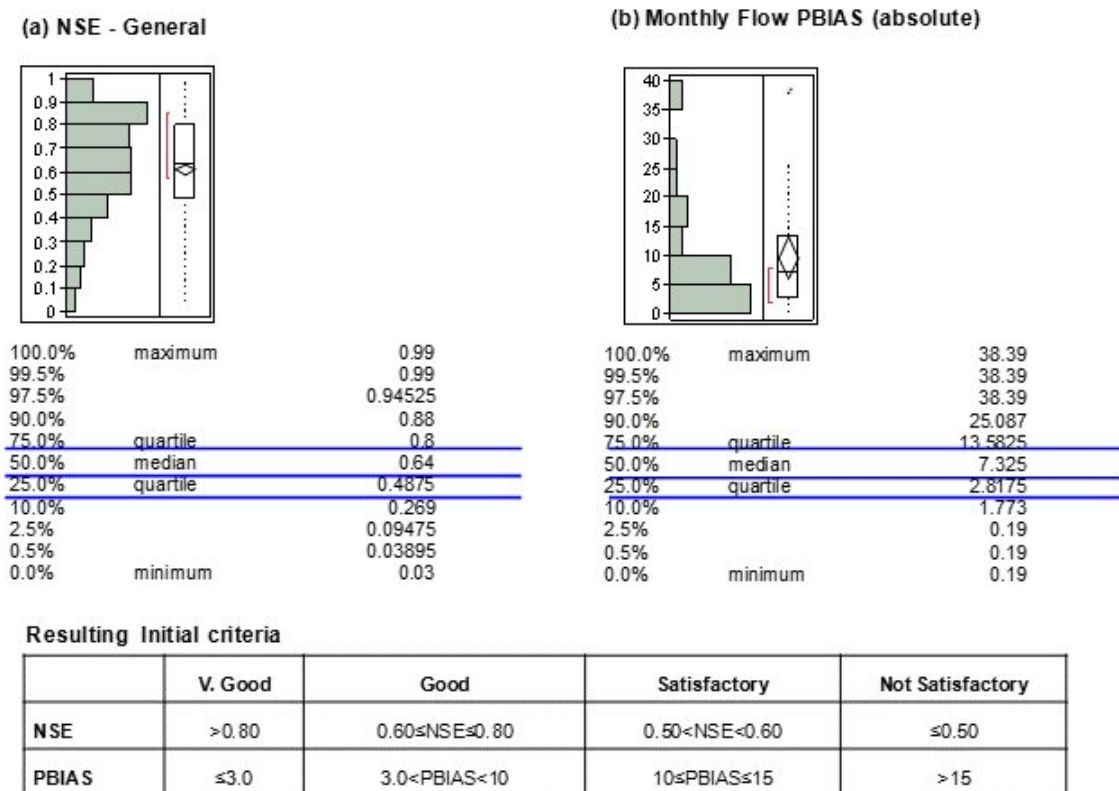 (a) NSE - General
(b) Monthly Flow PBIAS (absolute)
1
0.9
0.8
0.7
0.6
0.5
0.4
0.3
0.2
0.1
0
40
35
30
25
20
15
10
5
0
100.0% maximum 0.99
99.5% 0.99
97.5% 0.94525
90.0% 0.88
75.0% quartile 0.8
50.0% median 0.64
25.0% quartile 0.4875
10.0% 0.269
2.5% 0.09475
0.5% 0.03895
0.0% minimum 0.03
100.0% maximum 38.39
99.5% 38.39
97.5% 38.39
90.0% 25.087
75.0% quartile 13.5825
50.0% median 7.325
25.0% quartile 2.8175
10.0% 1.773
2.5% 0.19
0.5% 0.19
0.0% minimum 0.19
Resulting Initial criteria
V. Good Good Satisfactory Not Satisfactory
NSE >0.80 0.60≤NSE≤0.80 0.50<NSE<0.60 ≤0.50
PBIAS ≤3.0 3.0<PBIAS<10 10≤PBIAS≤15 >15